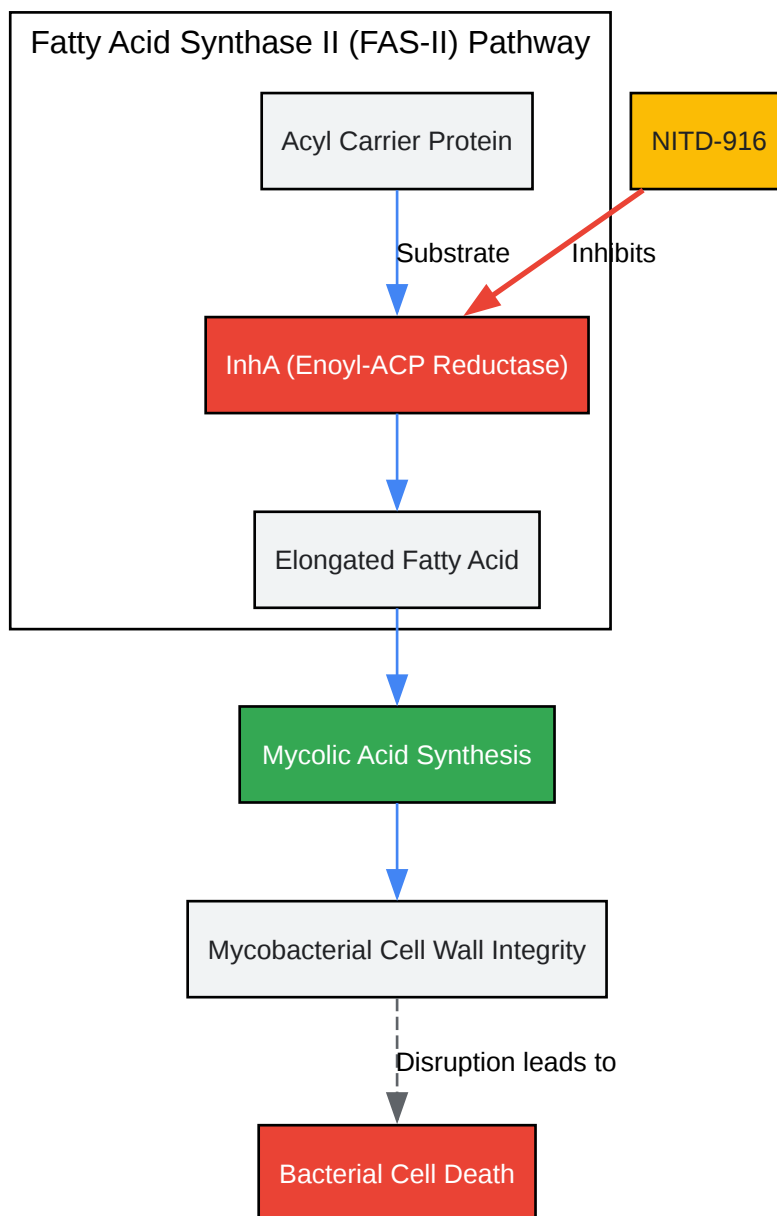 Fatty Acid Synthase II (FAS-II) Pathway
Acyl Carrier Protein
NITD-916
Substrate
Inhibits
InhA (Enoyl-ACP Reductase)
Elongated Fatty Acid
Mycolic Acid Synthesis
Mycobacterial Cell Wall Integrity
Disruption leads to
Bacterial Cell Death